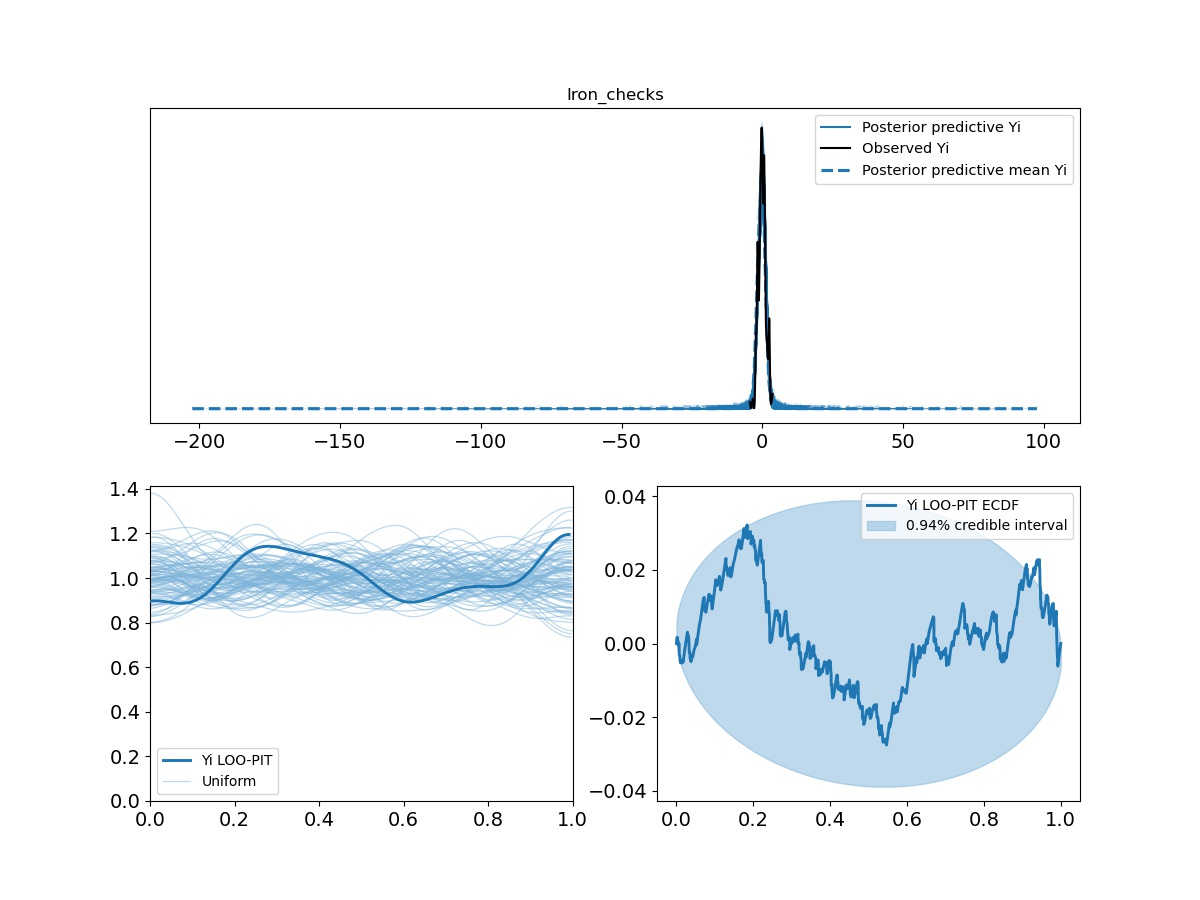 Iron_checks
Posterior predictive Yi
Observed Yi
Posterior predictive mean Yi
−200 −150 −100 −50 0 50 100
1.4
1.2
1.0
0.8
0.6
0.4
0.2
0.0
Yi LOO-PIT
Uniform
0.0 0.2 0.4 0.6 0.8 1.0
0.04
0.02
0.00
−0.02
−0.04
Yi LOO-PIT ECDF
0.94% credible interval
0.0 0.2 0.4 0.6 0.8 1.0